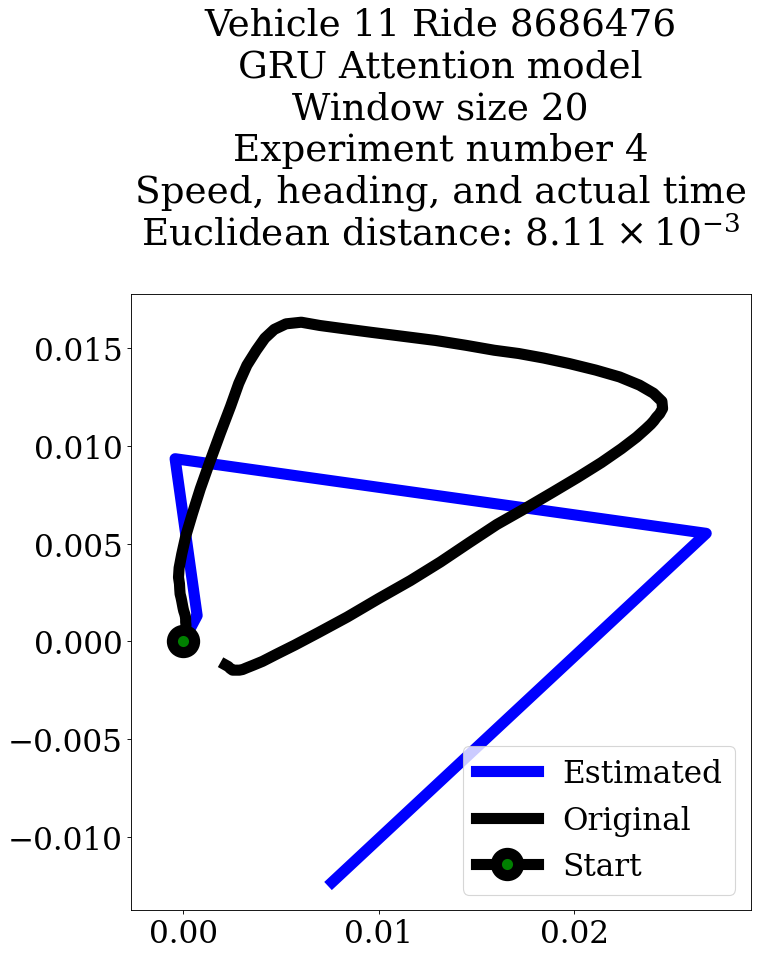 Vehicle 11 Ride 8686476
GRU Attention model
Window size 20
Experiment number 4
Speed, heading, and actual time
Euclidean distance: 8.11 × 10⁻³
0.015
0.010
0.005
0.000
−0.005
−0.010
Estimated
Original
Start
0.00 0.01 0.02